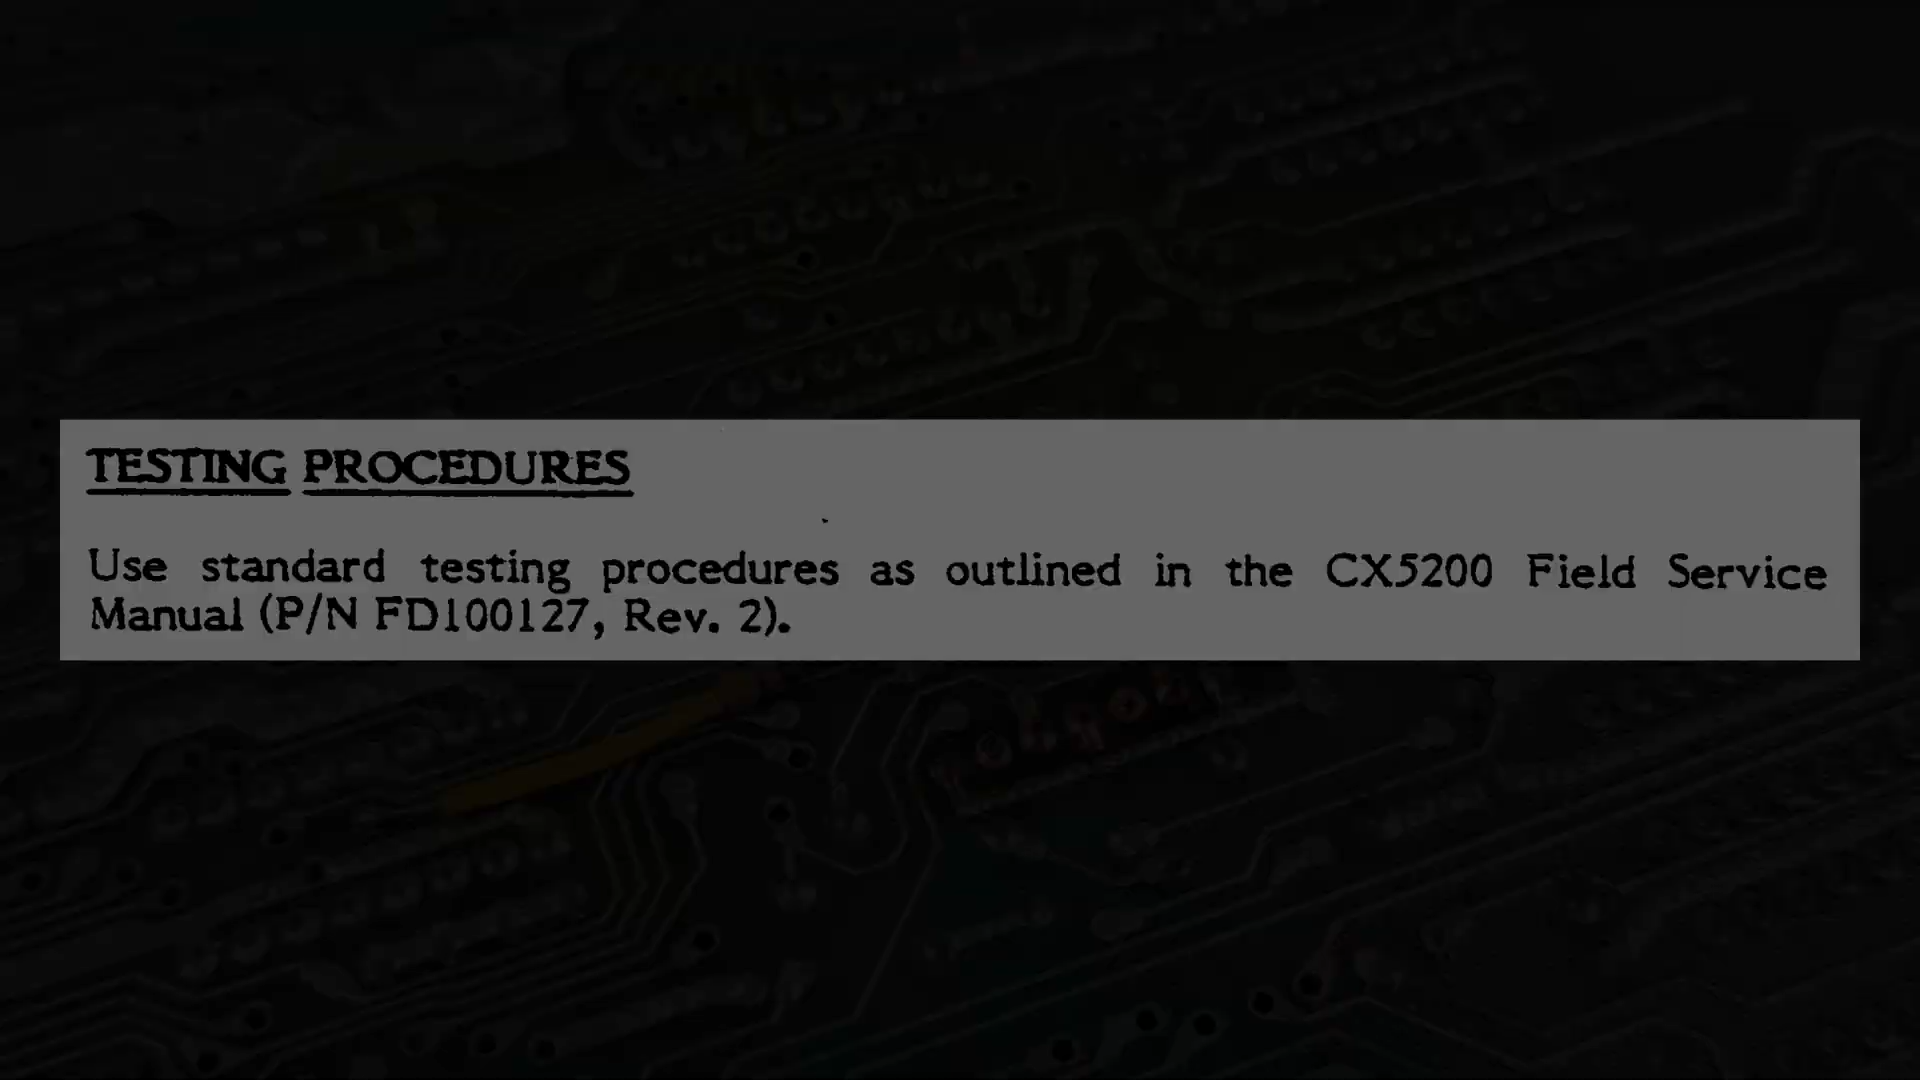 TESTING PROCEDURES
Use standard testing procedures as outlined in the CX5200 Field Service
Manual (P/N FD100127, Rev. 2).